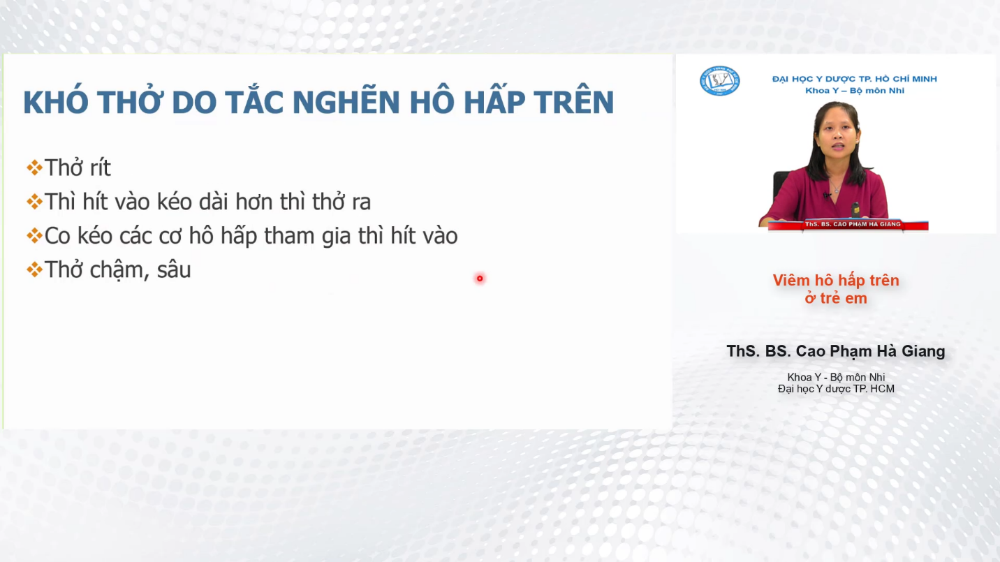 KHÓ THỞ DO TẮC NGHẼN HÔ HẤP TRÊN
Thở rít
Thì hít vào kéo dài hơn thì thở ra
Co kéo các cơ hô hấp tham gia thì hít vào
Thở chậm, sâu
ĐẠI HỌC Y DƯỢC TP. HỒ CHÍ MINH
Khoa Y – Bộ môn Nhi
ThS. BS. CAO PHẠM HÀ GIANG
Viêm hô hấp trên
ở trẻ em
ThS. BS. Cao Phạm Hà Giang
Khoa Y - Bộ môn Nhi
Đại học Y dược TP. HCM